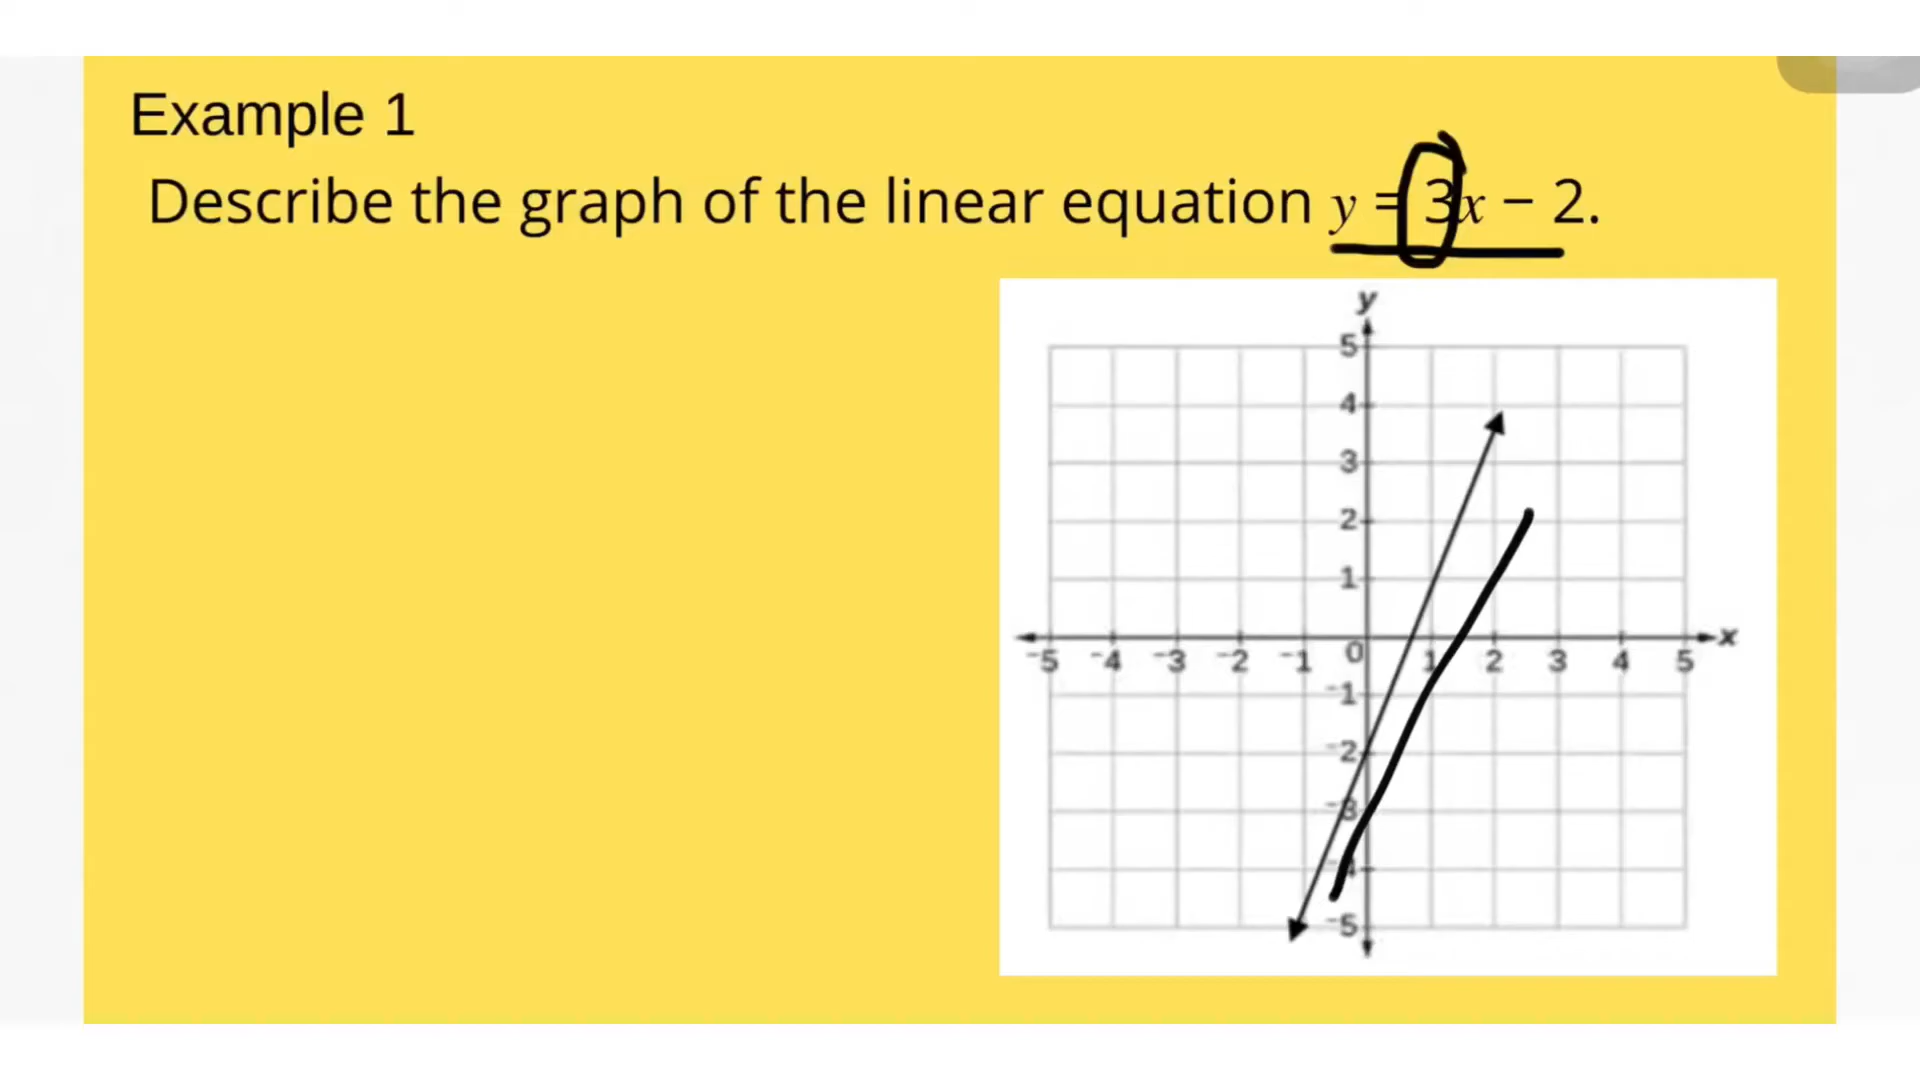 Example 1
Describe the graph of the linear equation y = 3x − 2.
y
5
4
3
2
1
-5 -4 -3 -2 -1 0 1 2 3 4 5 x
-1
-2
-3
-4
-5